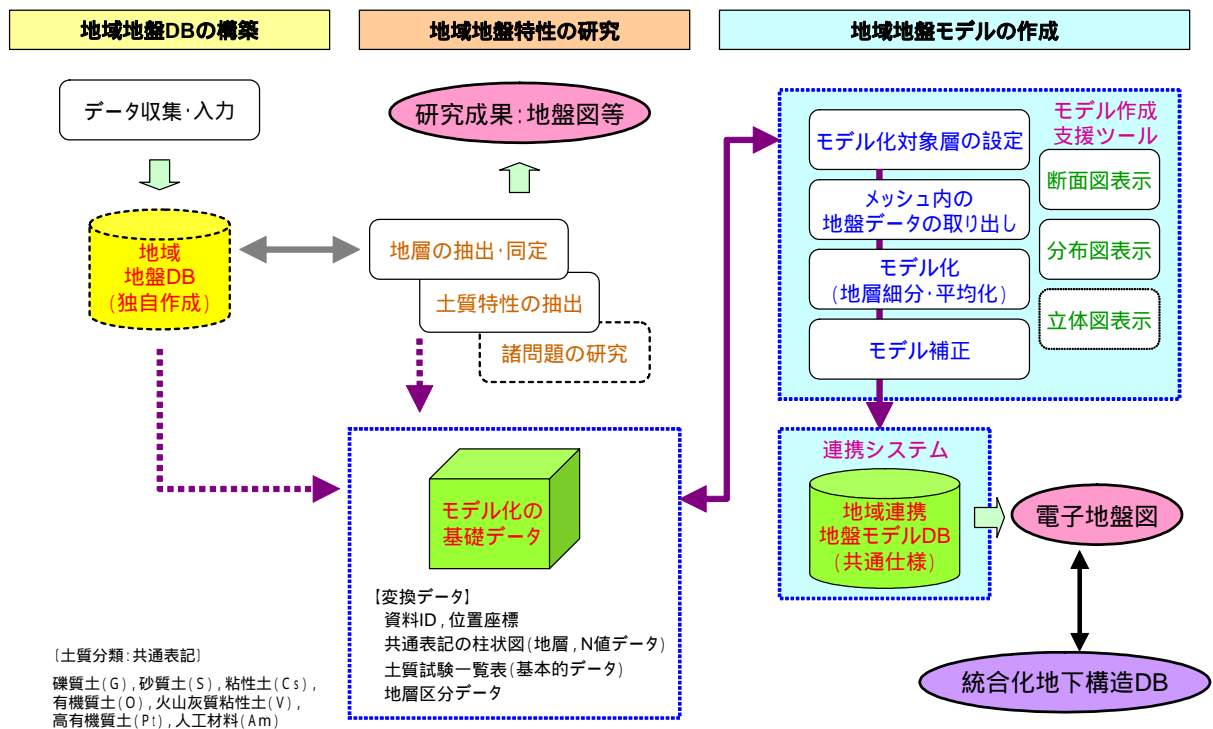 地域地盤DBの構築
地域地盤特性の研究
地域地盤モデルの作成
データ収集･入力
地域
地盤DB
(独自作成)
研究成果:地盤図等
地層の抽出･同定
土質特性の抽出
諸問題の研究
モデル化対象層の設定
メッシュ内の
地盤データの取り出し
モデル化
(地層細分･平均化)
モデル補正
モデル作成
支援ツール
断面図表示
分布図表示
立体図表示
モデル化の
基礎データ
【変換データ】
資料ID,位置座標
共通表記の柱状図(地層,N値データ)
土質試験一覧表(基本的データ)
地層区分データ
連携システム
地域連携
地盤モデルDB
(共通仕様)
電子地盤図
統合化地下構造DB
[土質分類:共通表記]
礫質土(G),砂質土(S),粘性土(Cs),
有機質土(O),火山灰質粘性土(V),
高有機質土(Pt),人工材料(Am)